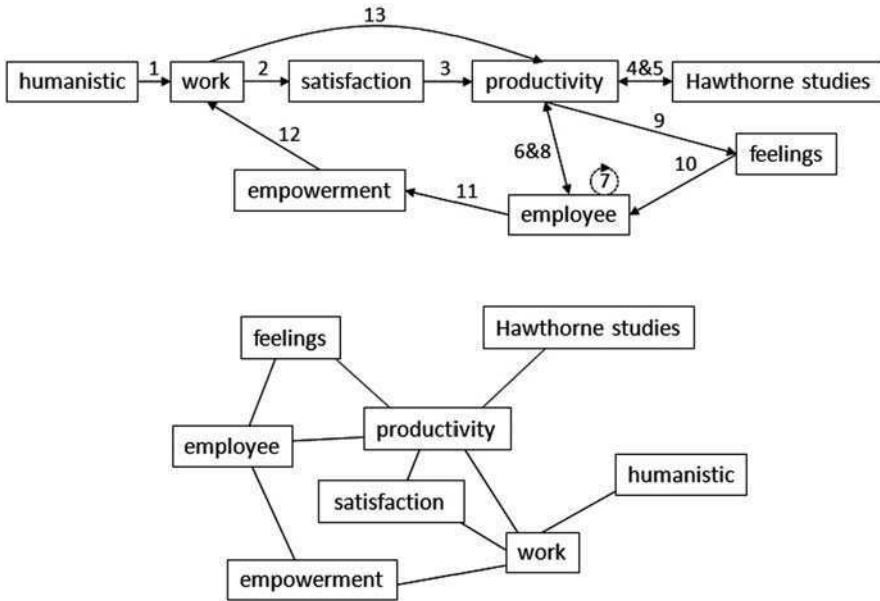 13
humanistic 1 work 2 satisfaction 3 productivity 4&5 Hawthorne studies
12
6&8
9
feelings
7
10
empowerment
11
employee
feelings
Hawthorne studies
productivity
employee
humanistic
satisfaction
work
empowerment